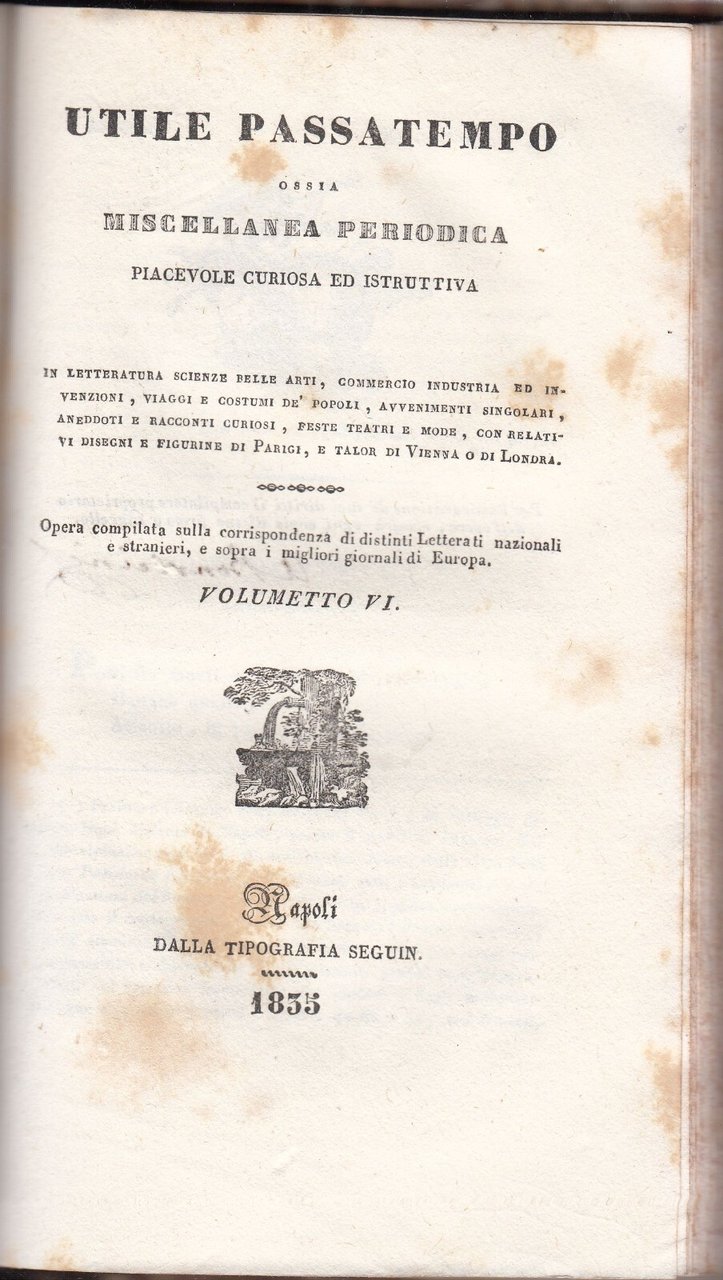 UTILE PASSATEMPO
OSSIA
MISCELLANEA PERIODICA
PIACEVOLE CURIOSA ED ISTRUTTIVA
IN LETTERATURA SCIENZE BELLE ARTI, COMMERCIO INDUSTRIA ED IN-
VENZIONI, VIAGGI E COSTUMI DE' POPOLI, AVVENIMENTI SINGOLARI,
ANEDDOTI E RACCONTI CURIOSI, FESTE TEATRI E MODE, CON RELATI-
VI DISEGNI E FIGURINE DI PARIGI, E TALOR DI VIENNA O DI LONDRA.
Opera compilata sulla corrispondenza di distinti Letterati nazionali
e stranieri, e sopra i migliori giornali di Europa.
VOLUMETTO VI.
Napoli
DALLA TIPOGRAFIA SEGUIN.
1835